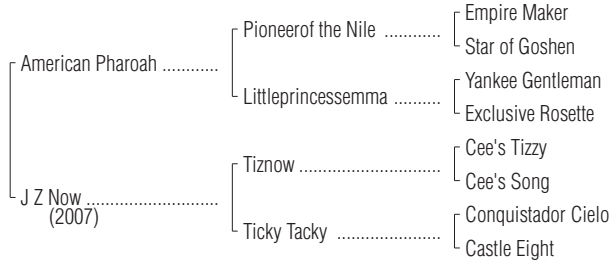 Empire Maker
Pioneerof the Nile ............
Star of Goshen
American Pharoah ............
Yankee Gentleman
Littleprincessemma ..........
Exclusive Rosette
Cee's Tizzy
Tiznow ............................
Cee's Song
J Z Now ............................
(2007)
Conquistador Cielo
Ticky Tacky ....................
Castle Eight